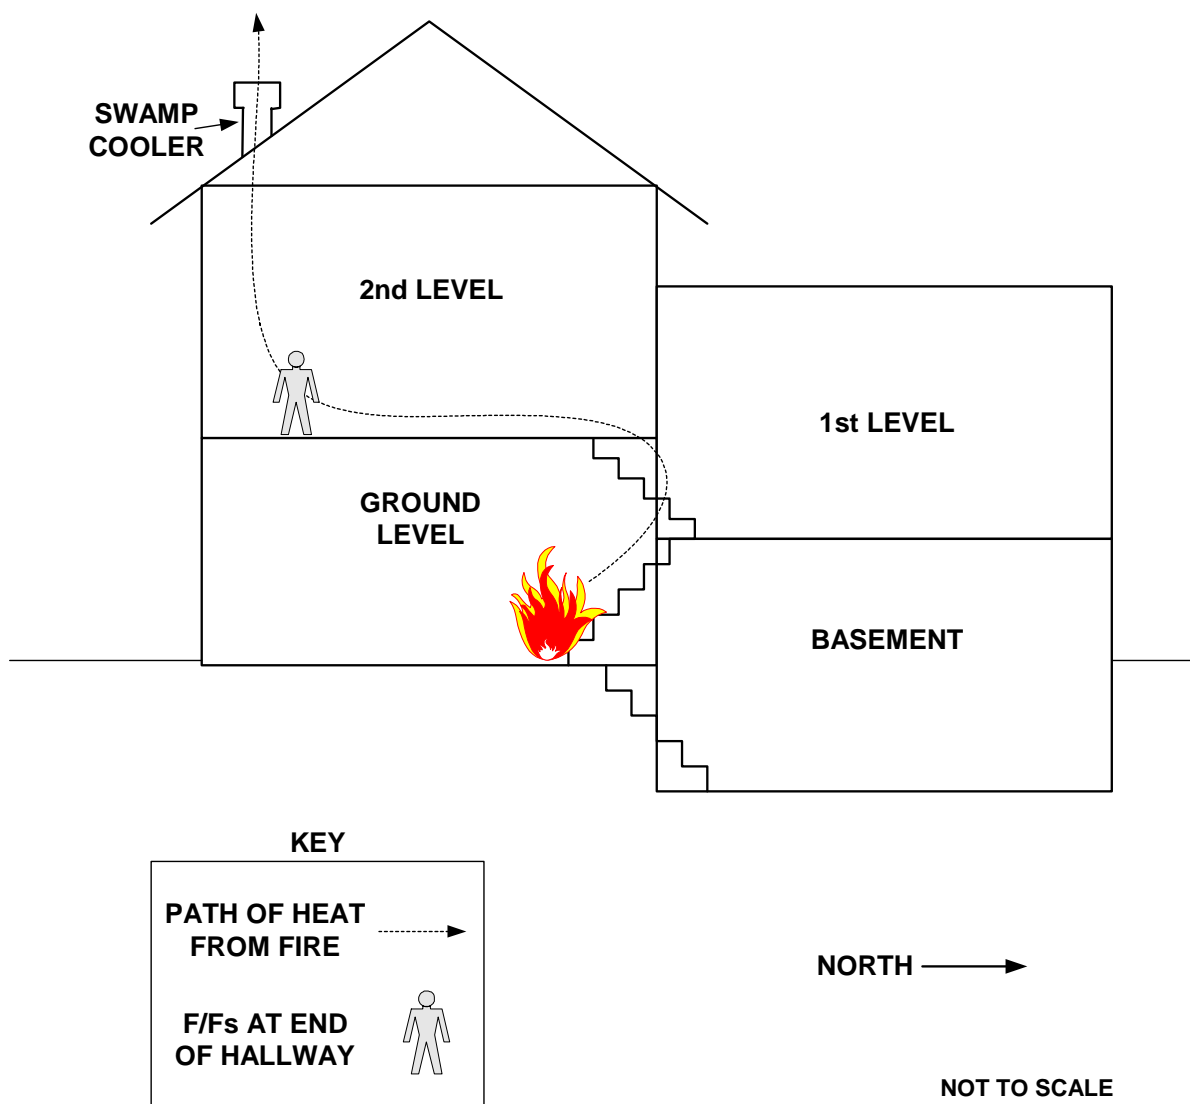 SWAMP
COOLER
2nd LEVEL
1st LEVEL
GROUND
LEVEL
BASEMENT
KEY
PATH OF HEAT
FROM FIRE
NORTH
F/Fs AT END
OF HALLWAY
NOT TO SCALE